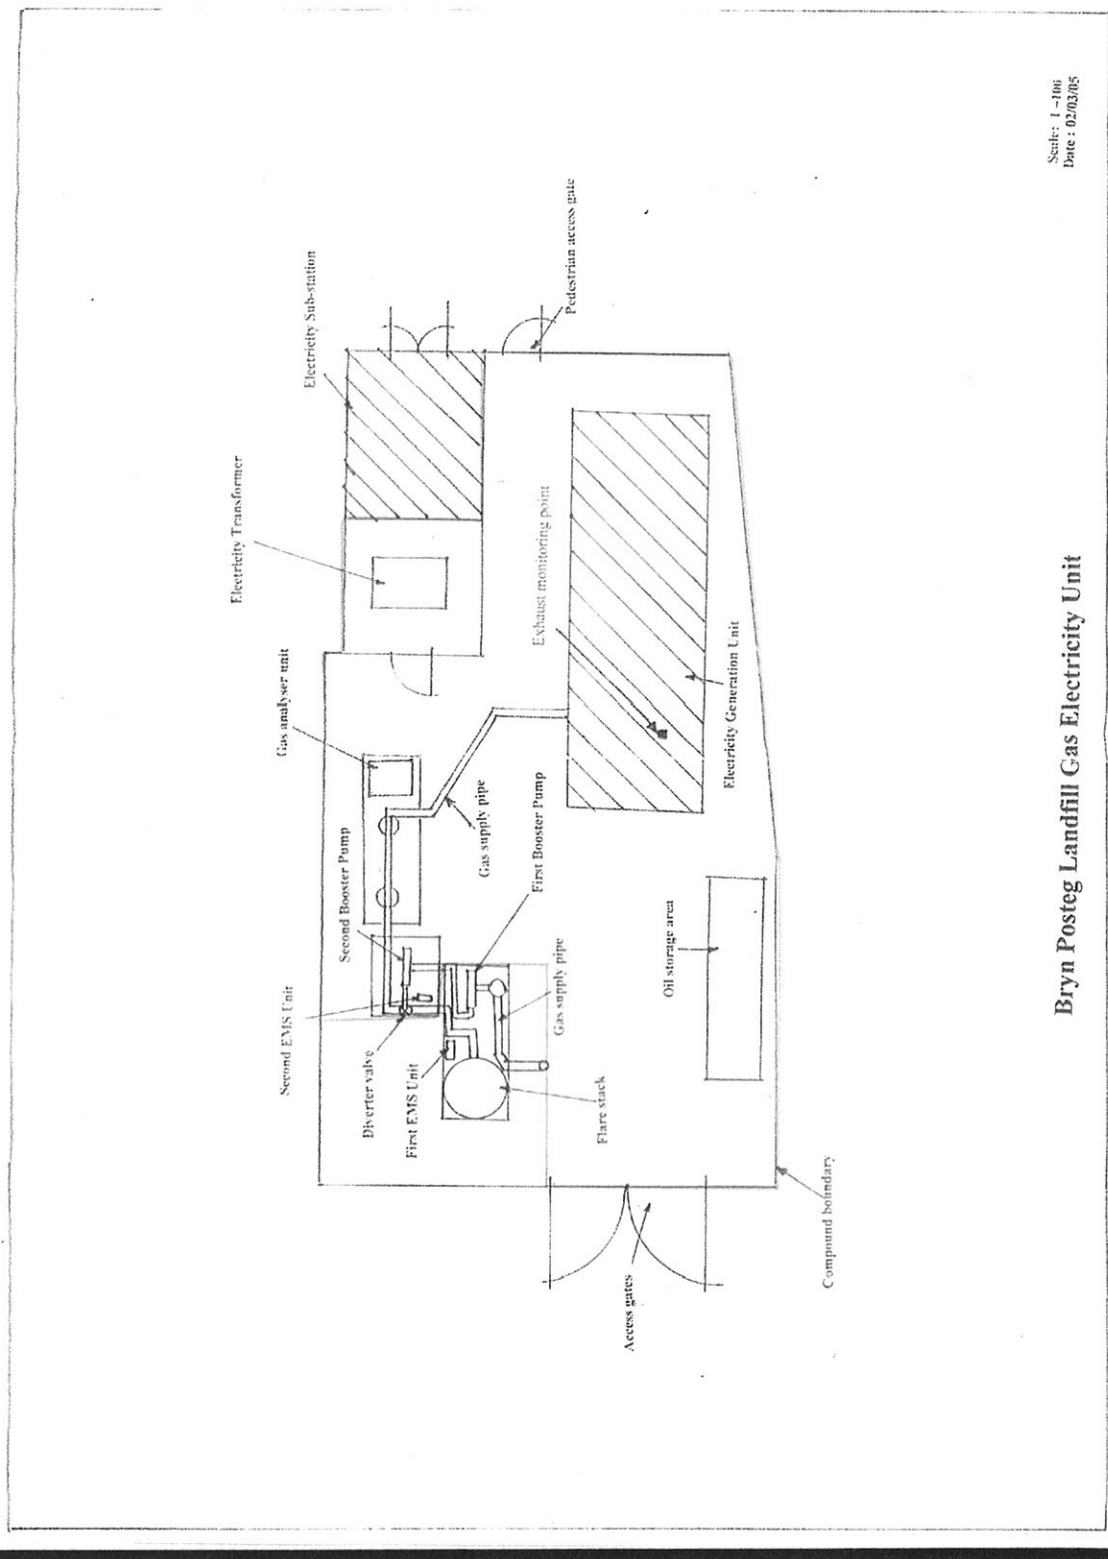 Electricity Sub-station
Pedestrian access gate
Electricity Transformer
Exhaust monitoring point
Gas analyser unit
Electricity Generation Unit
Gas supply pipe
First Booster Pump
Second Booster Pump
Oil storage area
Second EMS Unit
Gas supply pipe
Diverter valve
First EMS Unit
Flare stack
Access gates
Compound boundary
Bryn Posteg Landfill Gas Electricity Unit
Scale: 1 -100
Date : 02/03/05